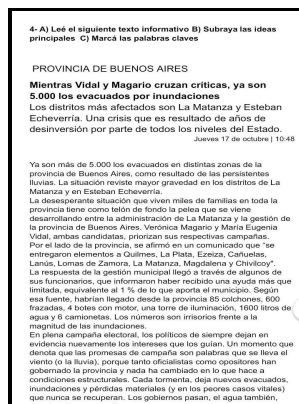 4- A) Leé el siguiente texto informativo B) Subraya las ideas
principales  C) Marcá las palabras claves
PROVINCIA DE BUENOS AIRES
Mientras Vidal y Magario cruzan críticas, ya son
5.000 los evacuados por inundaciones
Los distritos más afectados son La Matanza y Esteban
Echeverría. Una crisis que es resultado de años de
desinversión por parte de todos los niveles del Estado.
Jueves 17 de octubre | 10:48
Ya son más de 5.000 los evacuados en distintas zonas de la
provincia de Buenos Aires, como resultado de las persistentes
lluvias. La situación reviste mayor gravedad en los distritos de La
Matanza y en Esteban Echeverría.
La desesperante situación que viven miles de familias en toda la
provincia tiene como telón de fondo la pelea que se viene
desarrollando entre la administración de La Matanza y la gestión de
la provincia de Buenos Aires. Verónica Magario y María Eugenia
Vidal, ambas candidatas, priorizan sus respectivas campañas.
Por el lado de la provincia, se afirmó en un comunicado que "se
entregaron elementos a Quilmes, La Plata, Ezeiza, Cañuelas,
Lanús, Lomas de Zamora, La Matanza, Magdalena y Chivilcoy".
La respuesta de la gestión municipal llegó a través de algunos de
sus funcionarios, que informaron haber recibido una ayuda más que
limitada, equivalente al 1 % de lo que aporta el municipio. Según
esa fuente, habrían llegado desde la provincia 85 colchones, 600
frazadas, 4 botes con motor, una torre de iluminación, 1600 litros de
agua y 6 camionetas. Los números son irrisorios frente a la
magnitud de las inundaciones.
En plena campaña electoral, los políticos de siempre dejan en
evidencia nuevamente los intereses que los guían. Un momento que
denota que las promesas de campaña son palabras que se lleva el
viento (o la lluvia), porque tanto oficialistas como opositores han
gobernado la provincia y nada ha cambiado en lo que hace a
condiciones estructurales. Cada tormenta, deja nuevos evacuados,
inundaciones y pérdidas materiales (y en los peores casos vitales)
que nunca se recuperan. Los gobiernos pasan, el agua también,